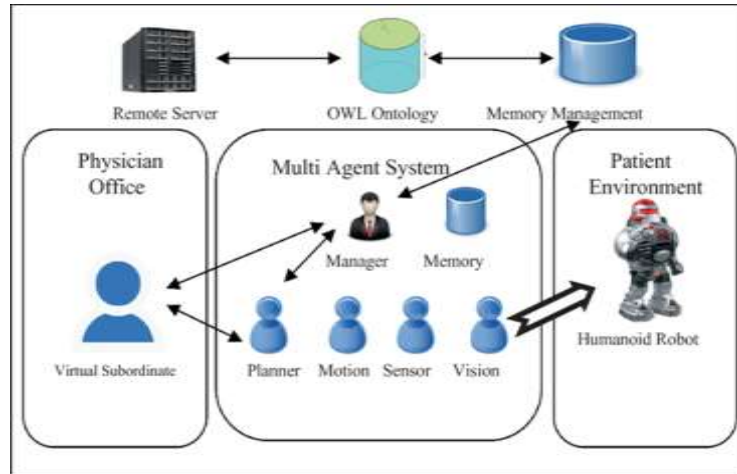 Remote Server
OWL Ontology
Memory Management
Physician
Office
Virtual Subordinate
Multi Agent System
Manager
Memory
Planner
Motion
Sensor
Vision
Patient
Environment
Humanoid Robot